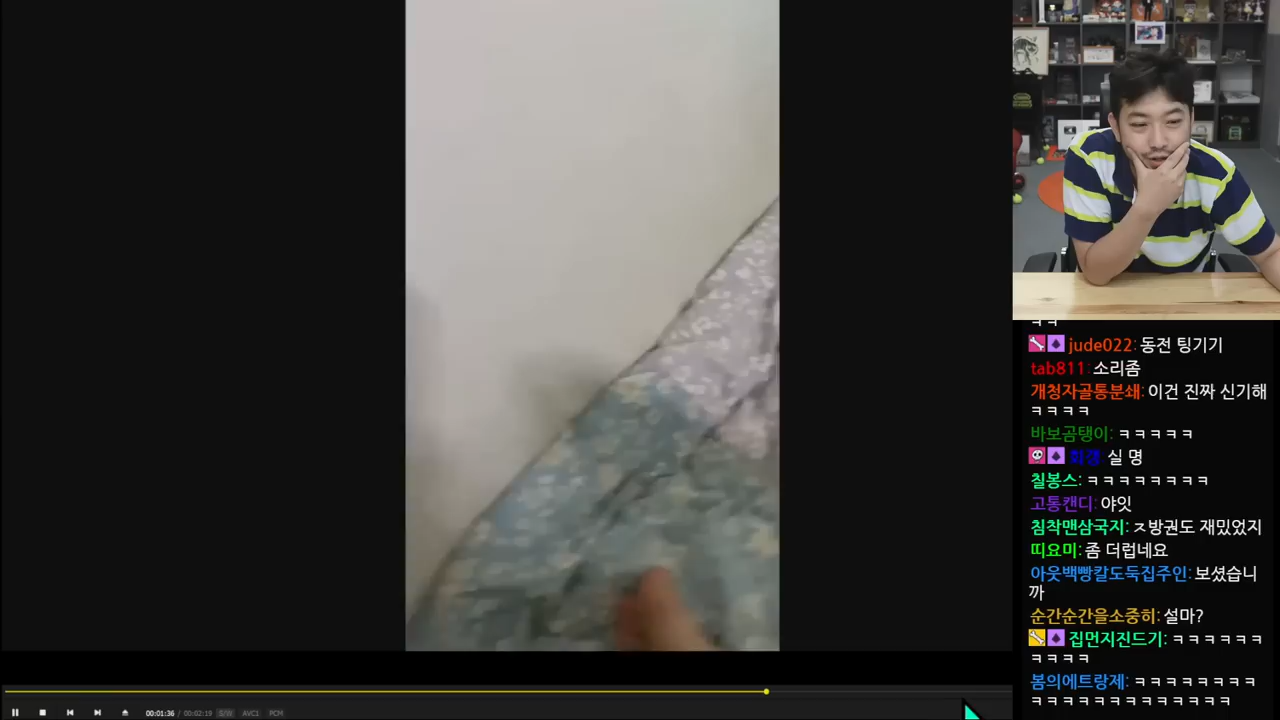 ㅋㅋ
jude022: 동전 팅기기
tab811: 소리좀
개청자골통분쇄: 이건 진짜 신기해
ㅋㅋㅋㅋ
바보곰탱이: ㅋㅋㅋㅋㅋ
실 명
칠봉스: ㅋㅋㅋㅋㅋㅋㅋㅋ
고통캔디: 야잇
침착맨삼국지: ㅈ방권도 재밌었지
띠요미: 좀 더럽네요
아웃백빵칼도둑집주인: 보셨습니
까
순간순간을소중히: 설마?
집먼지진드기: ㅋㅋㅋㅋㅋㅋ
ㅋㅋㅋㅋ
봄의에트랑제: ㅋㅋㅋㅋㅋㅋㅋㅋ
ㅋㅋㅋㅋㅋㅋㅋㅋㅋㅋㅋㅋㅋ
00:01:36 / 00:02:19 S/W AVC1 PCM